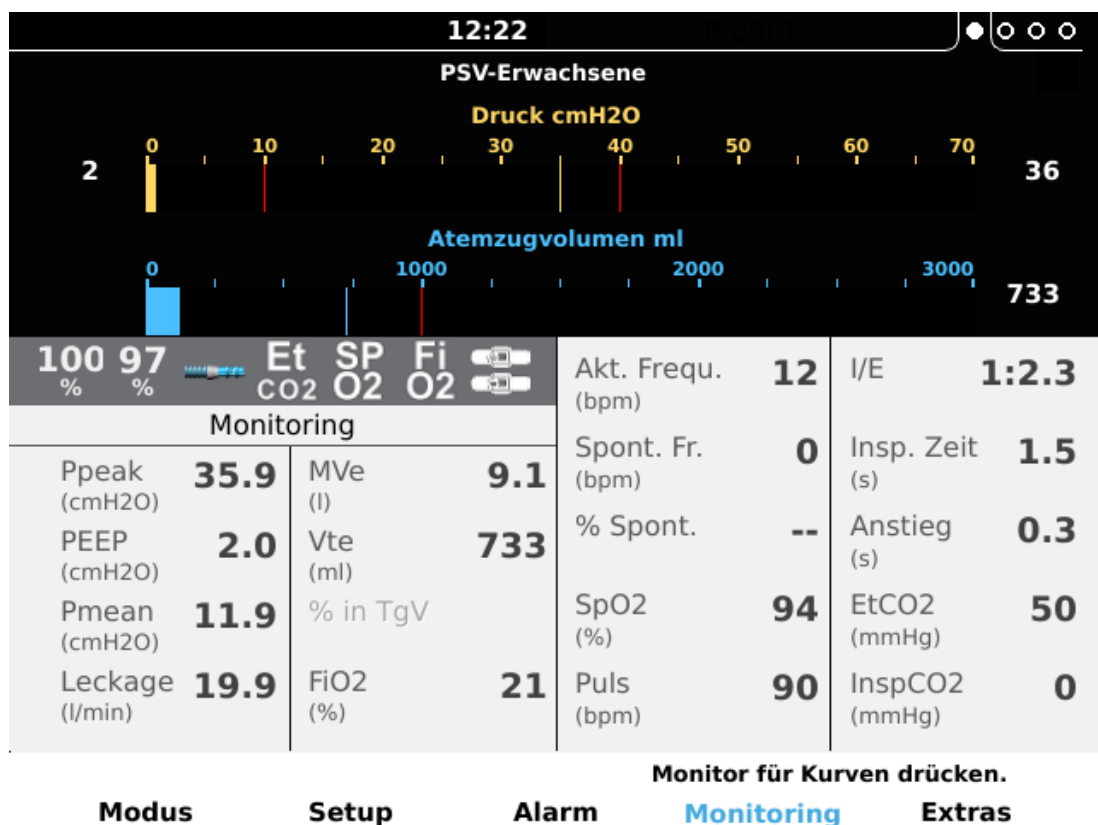 12:22
Profil 1
PSV-Erwachsene
Druck cmH2O
0 10 20 30 40 50 60 70
2 36
Atemzugvolumen ml
0 1000 2000 3000
733
100 97 Et SP Fi
% % CO2 O2 O2
Monitoring
Ppeak 35.9 MVe 9.1
(cmH2O) (l)
PEEP 2.0 Vte 733
(cmH2O) (ml)
Pmean 11.9 % in TgV
(cmH2O)
Leckage 19.9 FiO2 21
(l/min) (%)
Akt. Frequ. 12 I/E 1:2.3
(bpm)
Spont. Fr. 0 Insp. Zeit 1.5
(bpm) (s)
% Spont. -- Anstieg 0.3
(s)
SpO2 94 EtCO2 50
(%) (mmHg)
Puls 90 InspCO2 0
(bpm) (mmHg)
Monitor für Kurven drücken.
Modus Setup Alarm Monitoring Extras